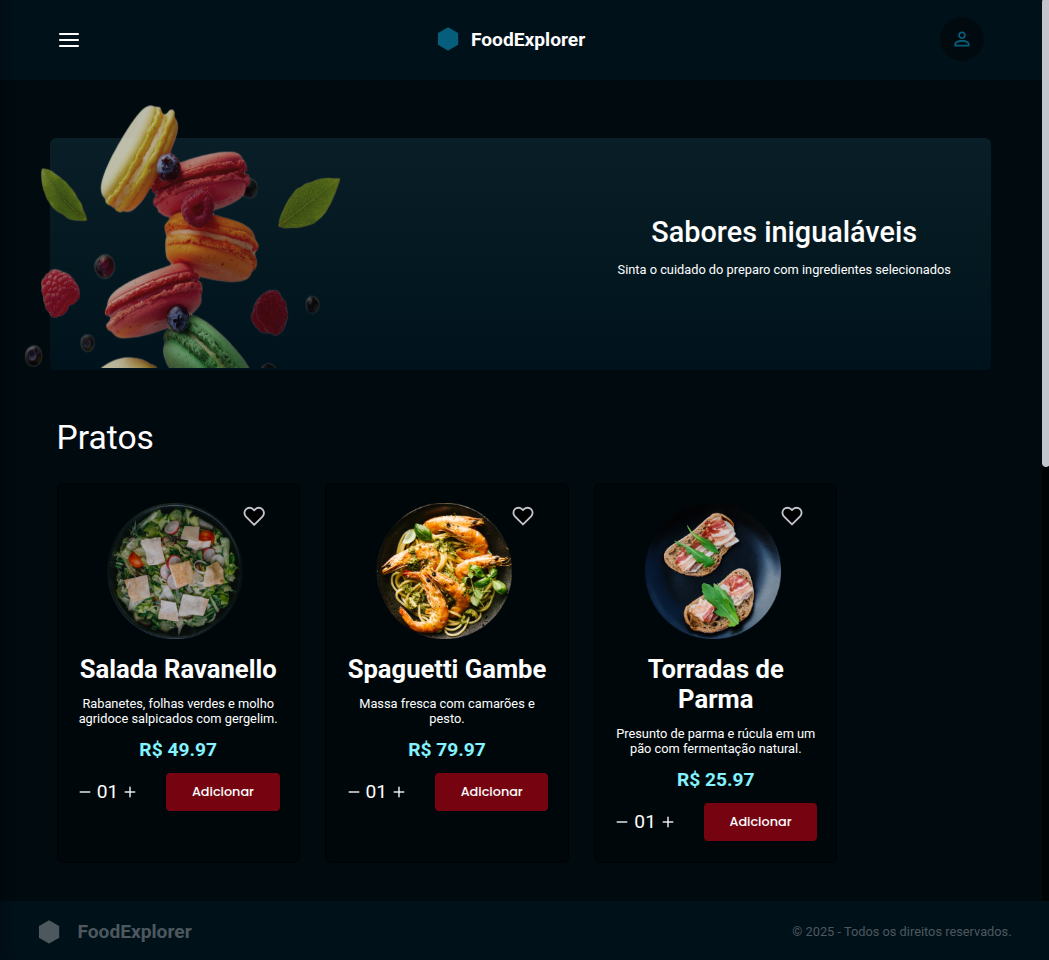 FoodExplorer
Sabores inigualáveis
Sinta o cuidado do preparo com ingredientes selecionados
Pratos
Salada Ravanello
Rabanetes, folhas verdes e molho
agridoce salpicados com gergelim.
R$ 49.97
01
Adicionar
Spaguetti Gambe
Massa fresca com camarões e
pesto.
R$ 79.97
01
Adicionar
Torradas de
Parma
Presunto de parma e rúcula em um
pão com fermentação natural.
R$ 25.97
01
Adicionar
FoodExplorer
© 2025 - Todos os direitos reservados.